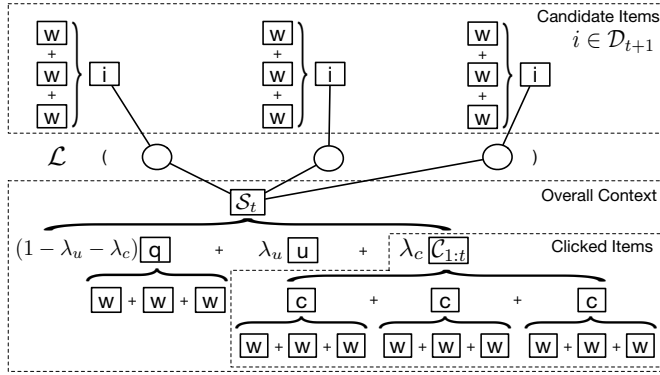 Candidate Items
i ∈ D_{t+1}
w w w
+ + +
w } i w } i w } i
+ + +
w w w
L ( )
S_t
Overall Context
(1 − λ_u − λ_c) q + λ_u u + λ_c C_{1:t}
Clicked Items
w + w + w
c + c + c
w + w + w w + w + w w + w + w